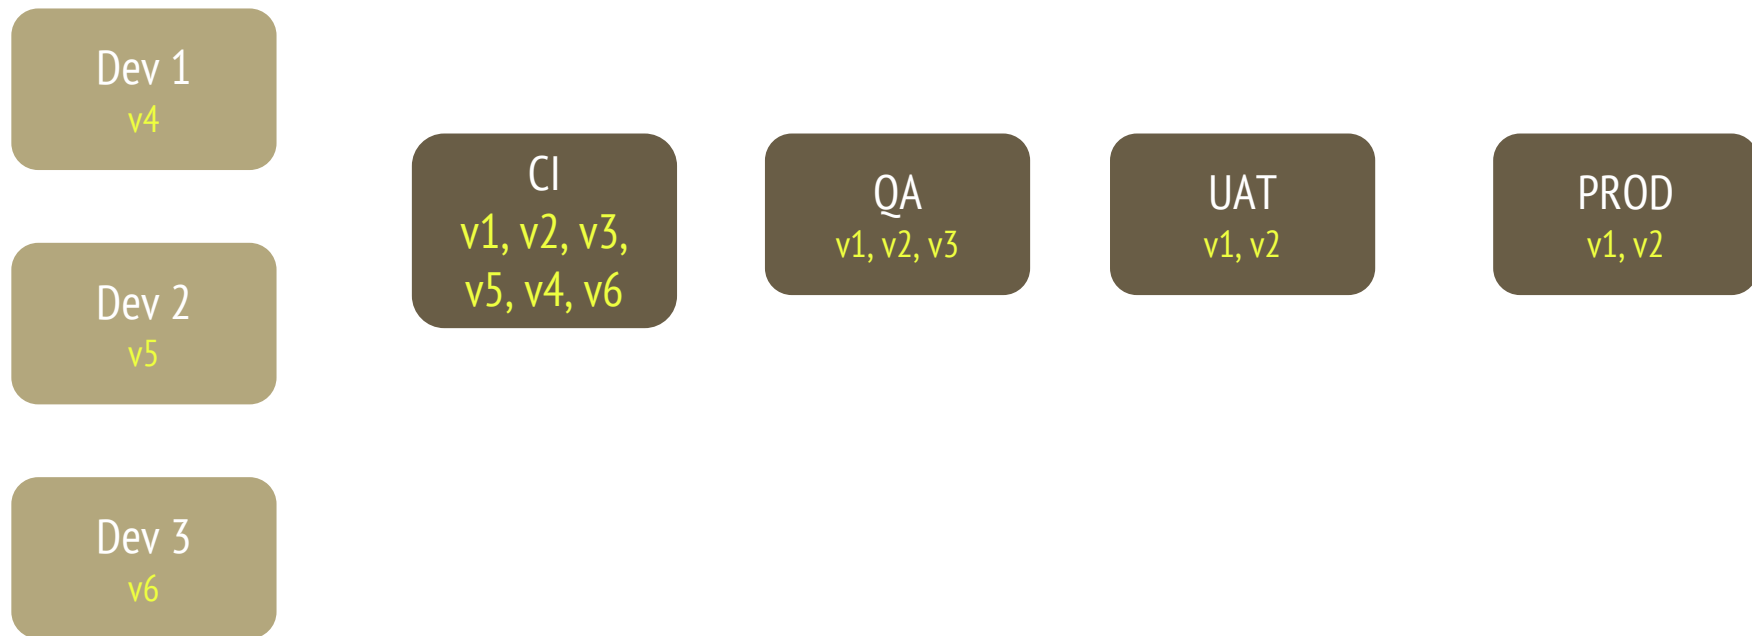 Dev 1
v4
Dev 2
v5
Dev 3
v6
CI
v1, v2, v3,
v5, v4, v6
QA
v1, v2, v3
UAT
v1, v2
PROD
v1, v2